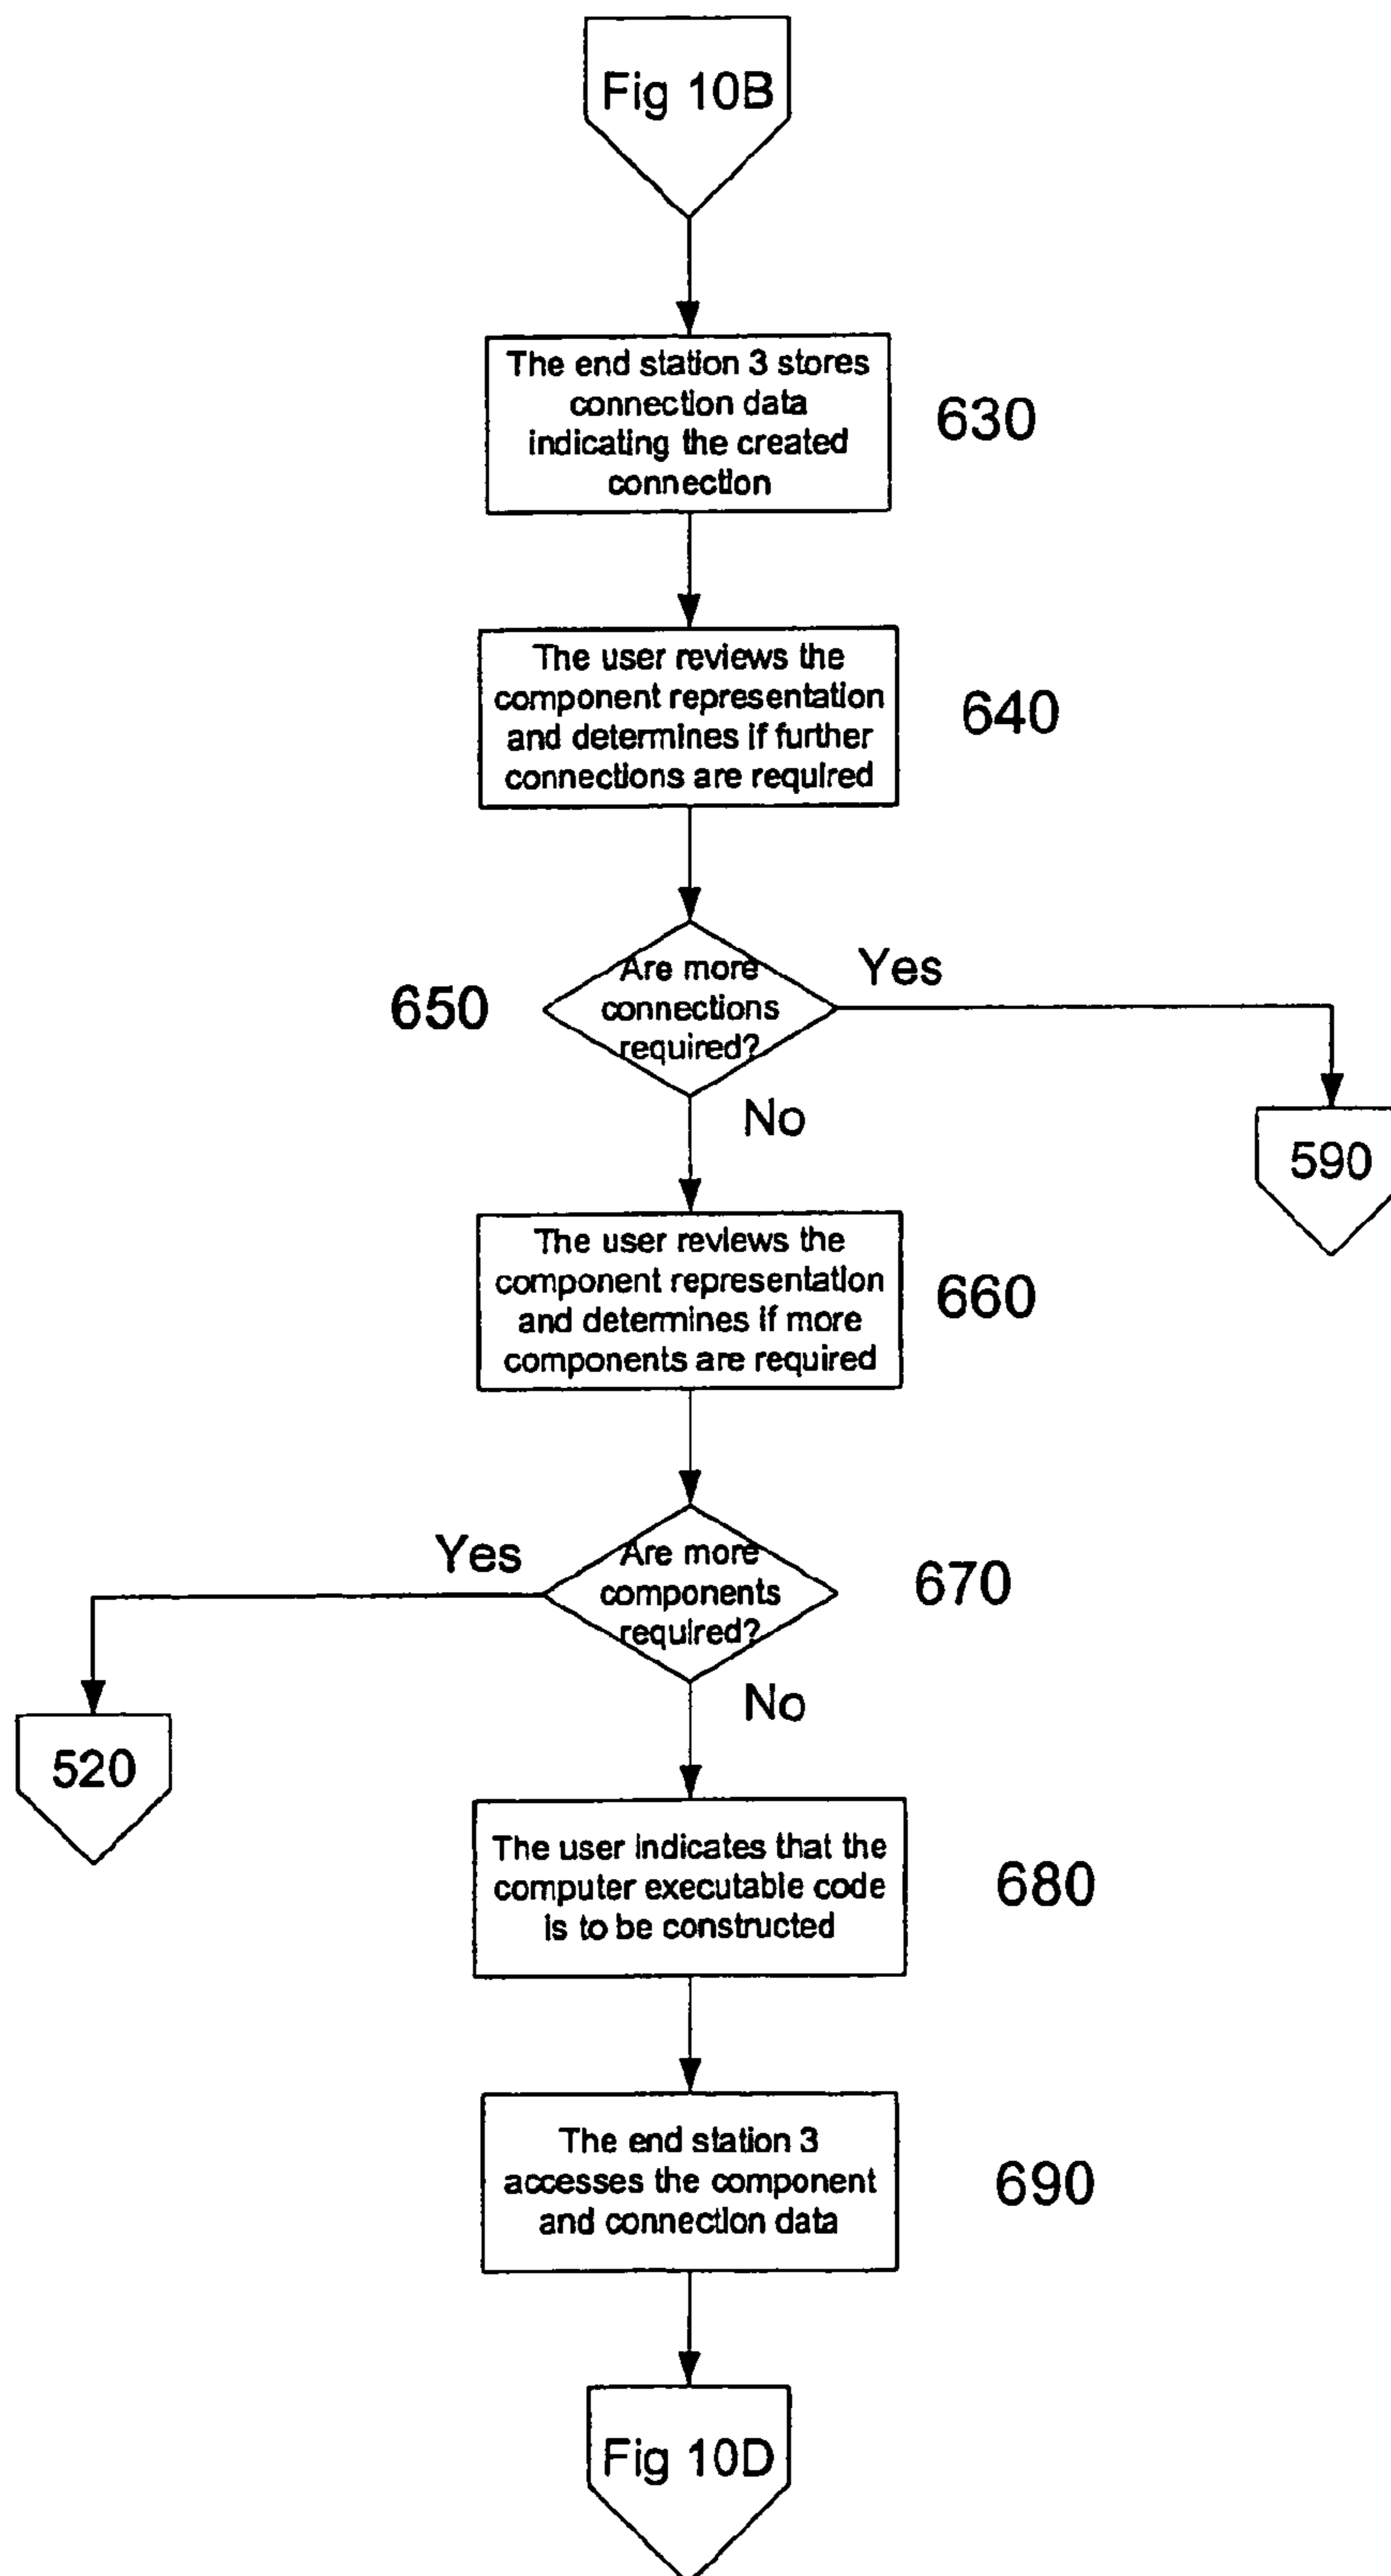 Fig 10B
The end station 3 stores
connection data
indicating the created
connection
630
The user reviews the
component representation
and determines if further
connections are required
640
650
Are more
connections
required?
Yes
No
590
The user reviews the
component representation
and determines if more
components are required
660
Yes
Are more
components
required?
670
No
520
The user indicates that the
computer executable code
is to be constructed
680
The end station 3
accesses the component
and connection data
690
Fig 10D